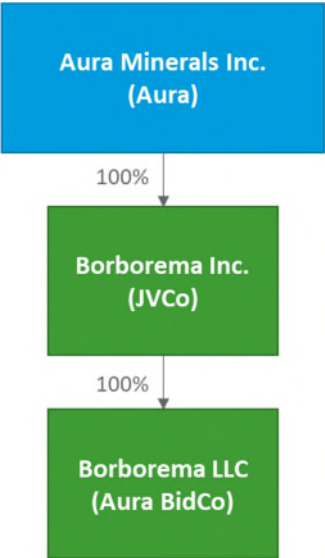 Aura Minerals Inc.
(Aura)
100%
Borborema Inc.
(JVCo)
100%
Borborema LLC
(Aura BidCo)